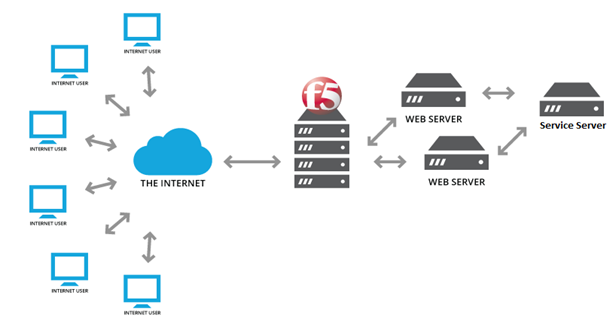 INTERNET USER
INTERNET USER
INTERNET USER
INTERNET USER
INTERNET USER
INTERNET USER
THE INTERNET
f5
WEB SERVER
WEB SERVER
Service Server